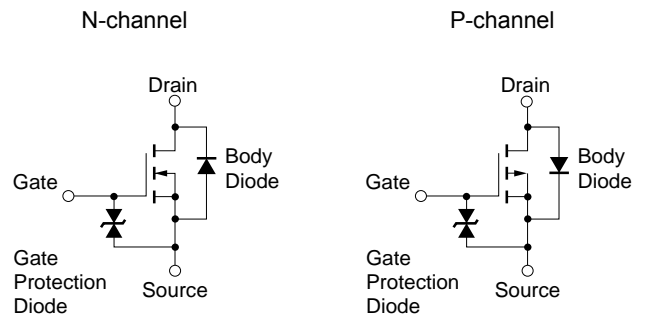 N-channel
Drain
Body
Diode
Gate
Gate
Protection
Diode
Source
P-channel
Drain
Body
Diode
Gate
Gate
Protection
Diode
Source